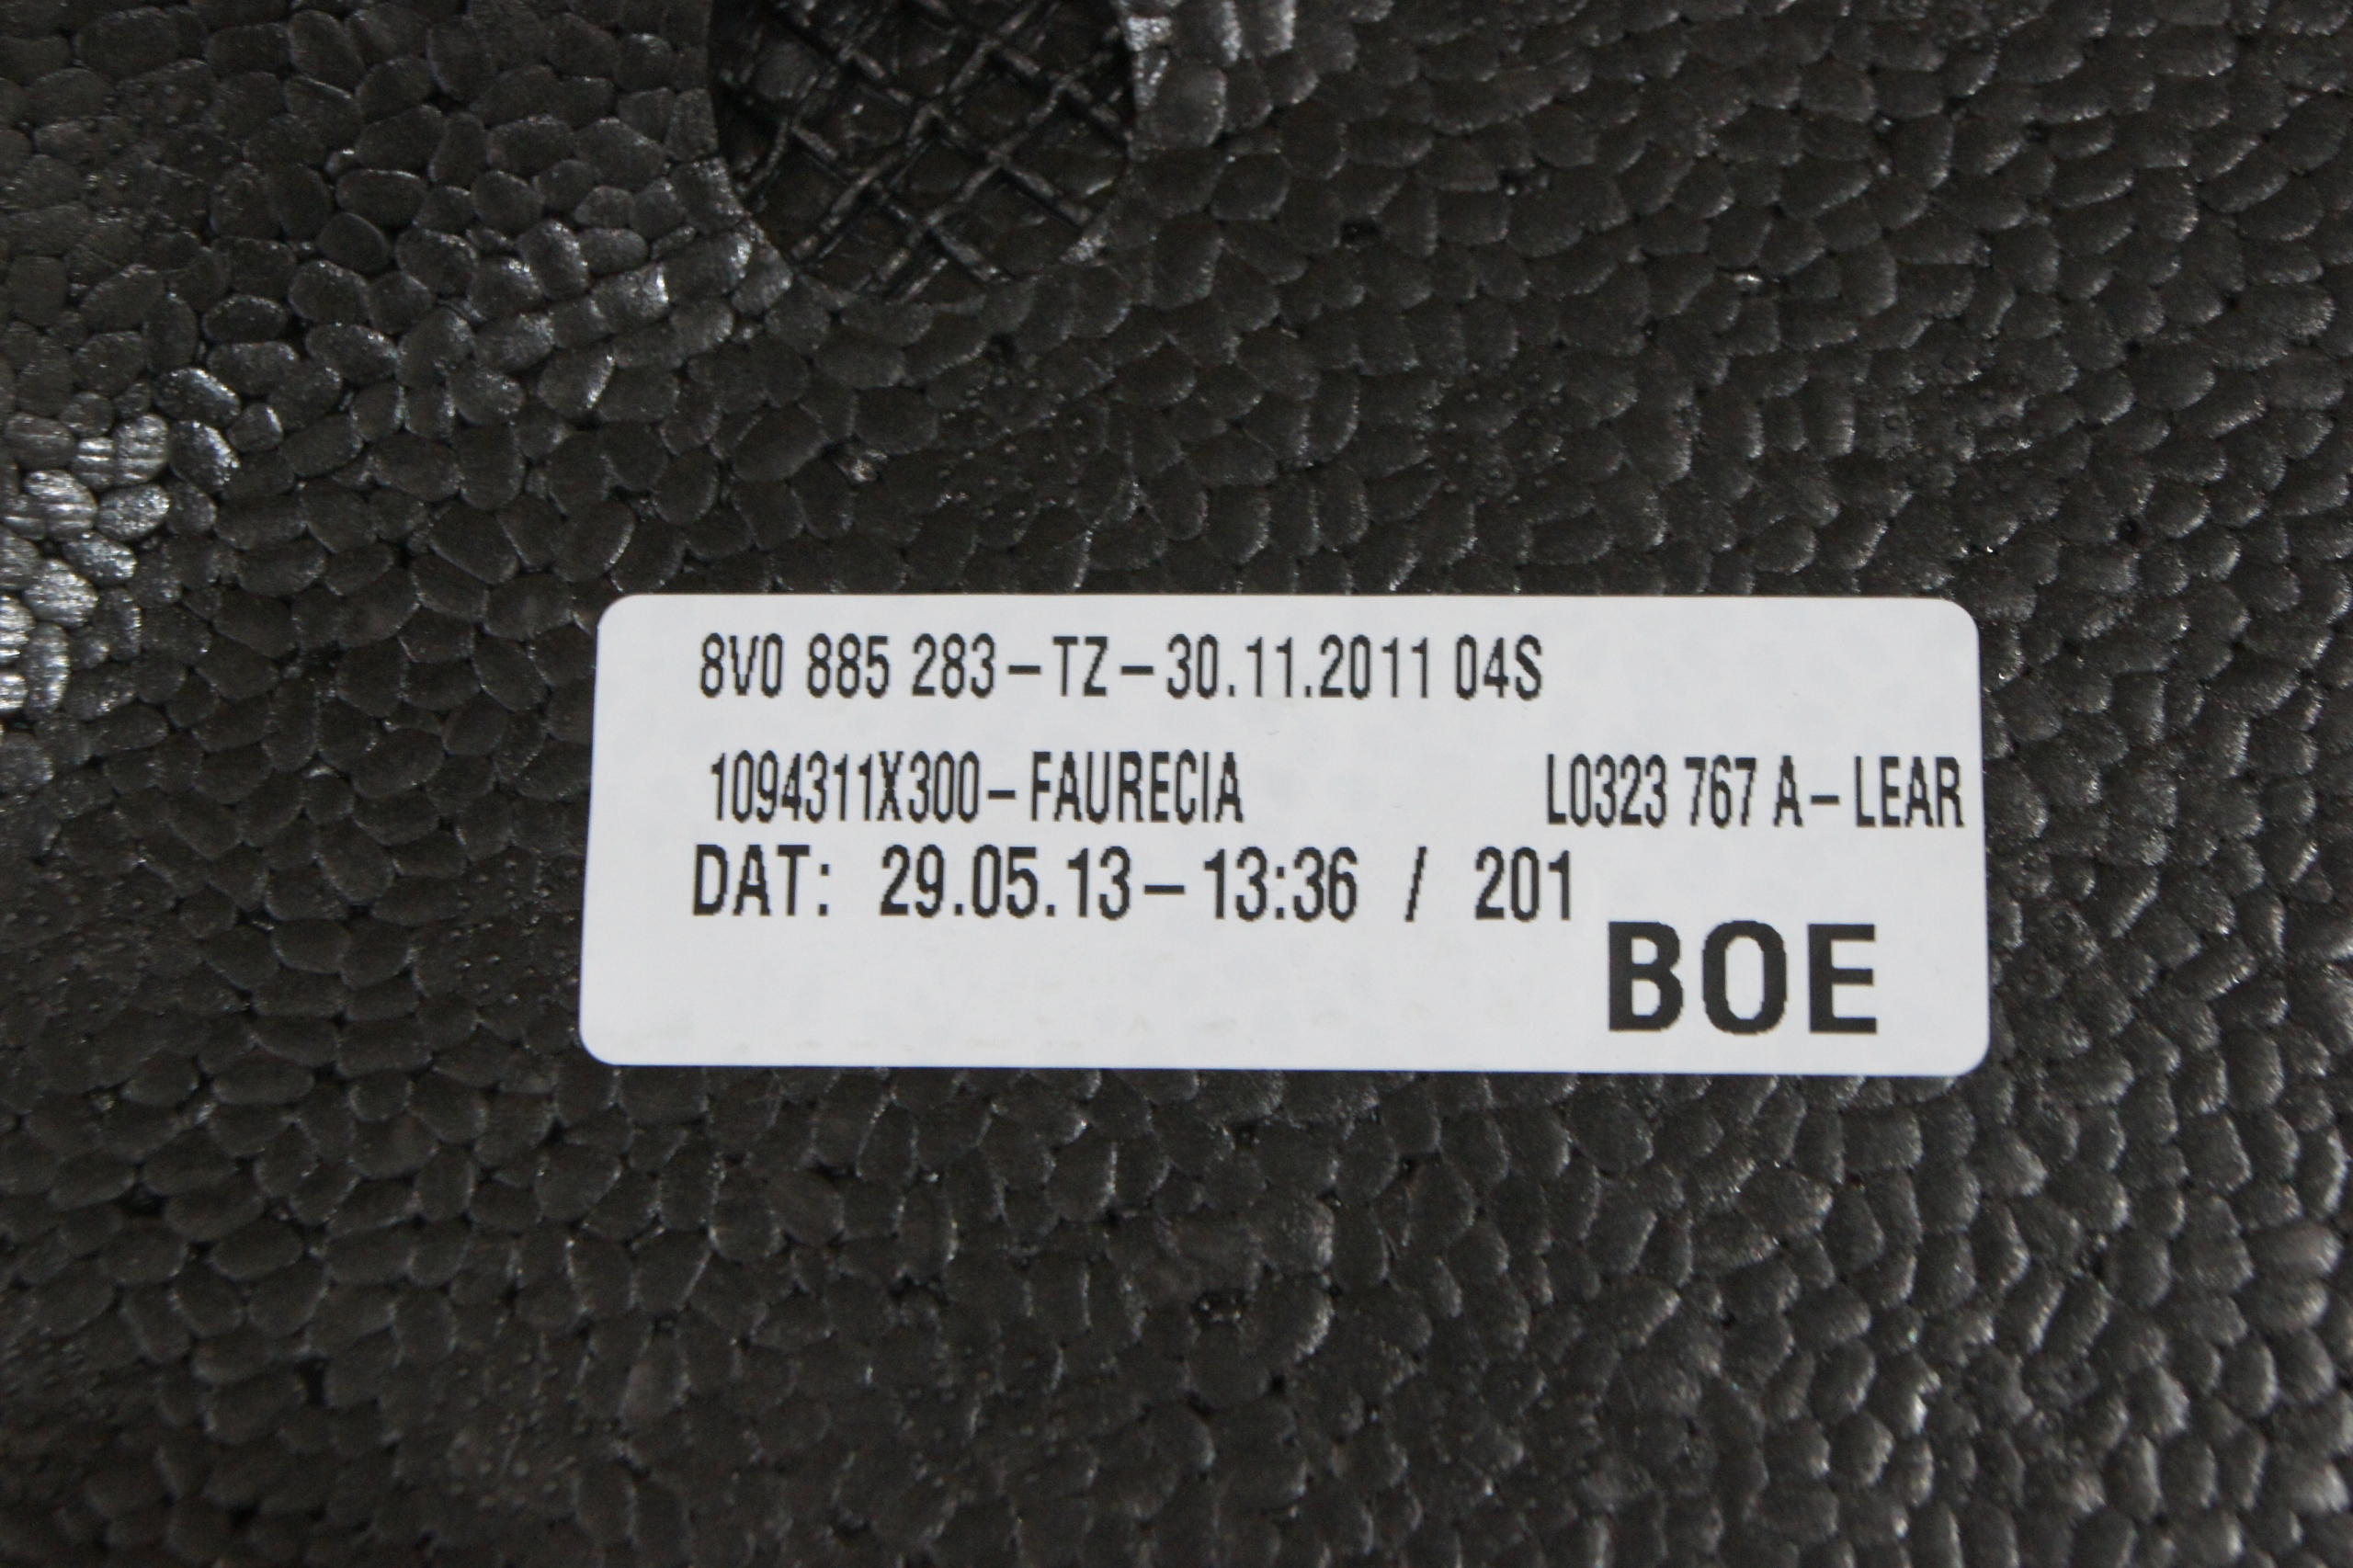 8V0 885 283-TZ-30.11.2011 04S
1094311X300-FAURECIA L0323 767 A-LEAR
DAT: 29.05.13-13:36 / 201
BOE